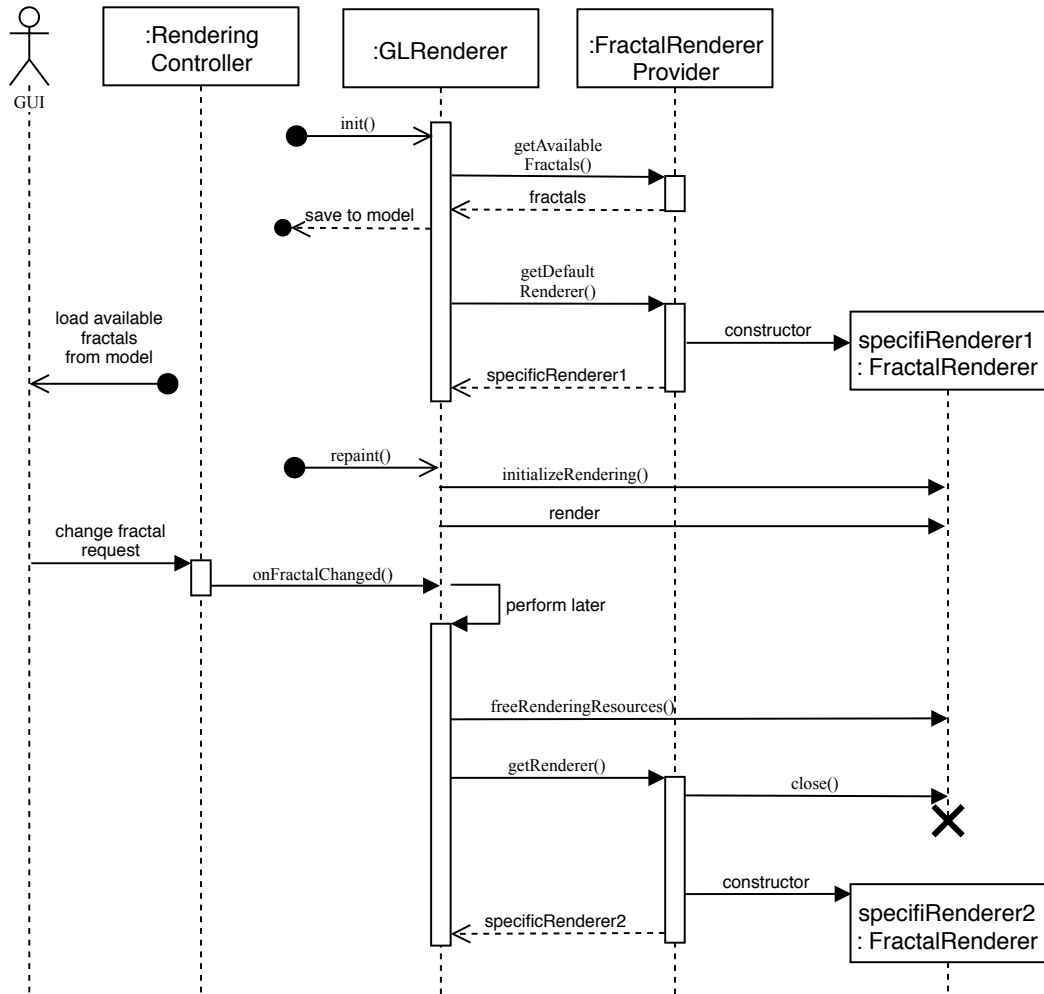 :Rendering
Controller
:GLRenderer
:FractalRenderer
Provider
GUI
init()
getAvailable
Fractals()
fractals
save to model
getDefault
Renderer()
load available
fractals
from model
constructor
specifiRenderer1
: FractalRenderer
specificRenderer1
repaint()
initializeRendering()
render
change fractal
request
onFractalChanged()
perform later
freeRenderingResources()
getRenderer()
close()
constructor
specifiRenderer2
: FractalRenderer
specificRenderer2